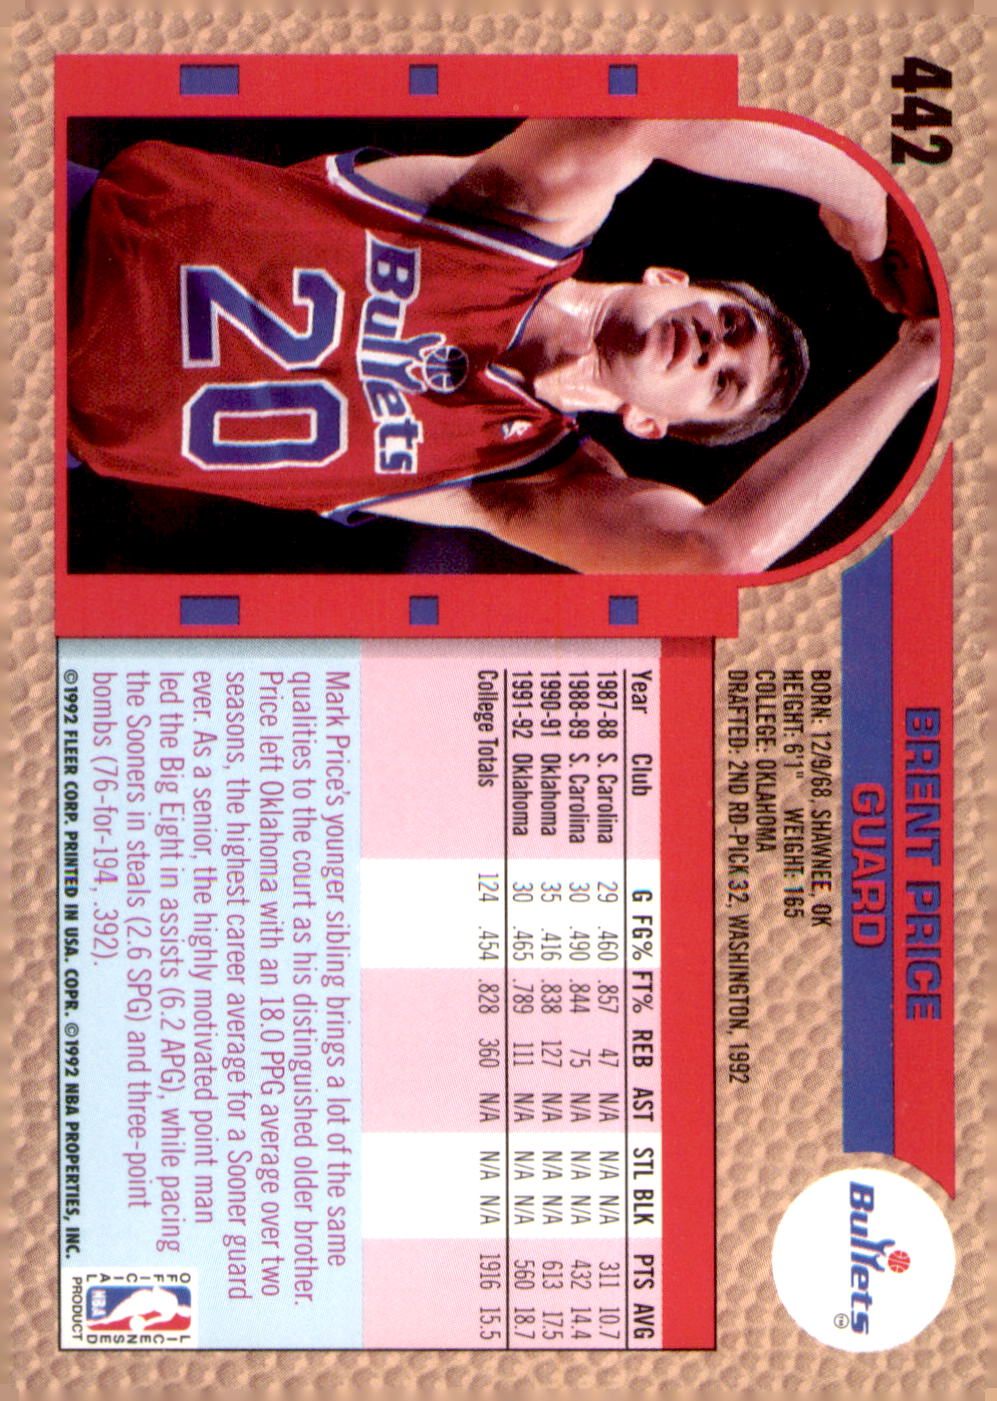 442
BRENT PRICE
GUARD
BORN: 12/9/68, SHAWNEE, OK
HEIGHT: 6'1" WEIGHT: 165
COLLEGE: OKLAHOMA
DRAFTED: 2ND RD-PICK 32, WASHINGTON, 1992
Bullets
TM
Bullets
20
Year Club G FG% FT% REB AST STL BLK PTS AVG
1987-88 S. Carolina 29 .460 .857 47 N/A N/A N/A 311 10.7
1988-89 S. Carolina 30 .490 .844 75 N/A N/A N/A 432 14.4
1990-91 Oklahoma 35 .416 .838 127 N/A N/A N/A 613 17.5
1991-92 Oklahoma 30 .465 .789 111 N/A N/A N/A 560 18.7
College Totals 124 .454 .828 360 N/A N/A N/A 1916 15.5
Mark Price's younger sibling brings a lot of the same
qualities to the court as his distinguished older brother.
Price left Oklahoma with an 18.0 PPG average over two
seasons, the highest career average for a Sooner guard
ever. As a senior, the highly motivated point man
led the Big Eight in assists (6.2 APG), while pacing
the Sooners in steals (2.6 SPG) and three-point
bombs (76-for-194, .392).
©1992 FLEER CORP. PRINTED IN USA. COPR. ©1992 NBA PROPERTIES, INC.
OFFICIAL
LICENSED
NBA
PRODUCT